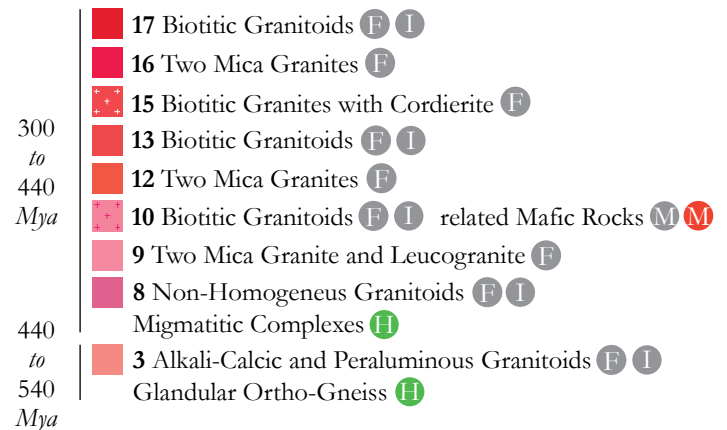 17 Biotitic Granitoids F I
16 Two Mica Granites F
15 Biotitic Granites with Cordierite F
13 Biotitic Granitoids F I
12 Two Mica Granites F
10 Biotitic Granitoids F I related Mafic Rocks M M
9 Two Mica Granite and Leucogranite F
8 Non-Homogeneus Granitoids F I
Migmatitic Complexes H
300
to
440
Mya
3 Alkali-Calcic and Peraluminous Granitoids F I
Glandular Ortho-Gneiss H
440
to
540
Mya